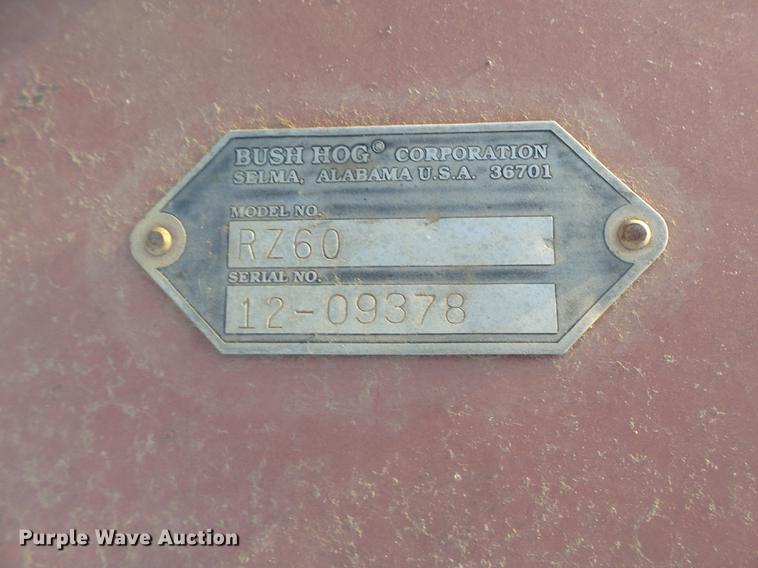 BUSH HOG® CORPORATION
SELMA, ALABAMA U.S.A. 36701
MODEL NO.
RZ60
SERIAL NO.
12-09378
Purple Wave Auction